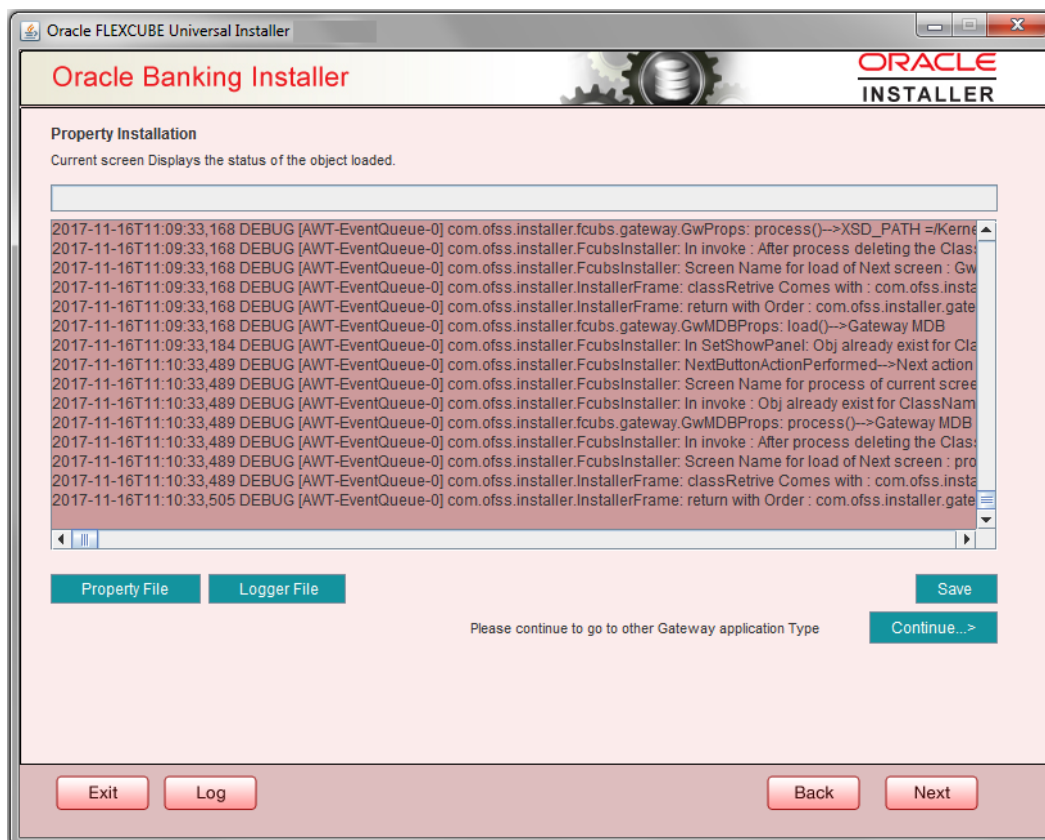 Oracle FLEXCUBE Universal Installer
Oracle Banking Installer
ORACLE
INSTALLER
Property Installation
Current screen Displays the status of the object loaded.
2017-11-16T11:09:33,168 DEBUG [AWT-EventQueue-0] com.ofss.installer.fcubs.gateway.GwProps: process()-->XSD_PATH =/Kerne
2017-11-16T11:09:33,168 DEBUG [AWT-EventQueue-0] com.ofss.installer.FcubsInstaller: In invoke : After process deleting the Clas
2017-11-16T11:09:33,168 DEBUG [AWT-EventQueue-0] com.ofss.installer.FcubsInstaller: Screen Name for load of Next screen : Gw
2017-11-16T11:09:33,168 DEBUG [AWT-EventQueue-0] com.ofss.installer.InstallerFrame: classRetrive Comes with : com.ofss.insta
2017-11-16T11:09:33,168 DEBUG [AWT-EventQueue-0] com.ofss.installer.InstallerFrame: return with Order : com.ofss.installer.gate
2017-11-16T11:09:33,168 DEBUG [AWT-EventQueue-0] com.ofss.installer.fcubs.gateway.GwMDBProps: load()-->Gateway MDB
2017-11-16T11:09:33,184 DEBUG [AWT-EventQueue-0] com.ofss.installer.FcubsInstaller: In SetShowPanel: Obj already exist for Cla
2017-11-16T11:10:33,489 DEBUG [AWT-EventQueue-0] com.ofss.installer.FcubsInstaller: NextButtonActionPerformed-->Next action
2017-11-16T11:10:33,489 DEBUG [AWT-EventQueue-0] com.ofss.installer.FcubsInstaller: Screen Name for process of current scree
2017-11-16T11:10:33,489 DEBUG [AWT-EventQueue-0] com.ofss.installer.FcubsInstaller: In invoke : Obj already exist for ClassNam
2017-11-16T11:10:33,489 DEBUG [AWT-EventQueue-0] com.ofss.installer.fcubs.gateway.GwMDBProps: process()-->Gateway MDB
2017-11-16T11:10:33,489 DEBUG [AWT-EventQueue-0] com.ofss.installer.FcubsInstaller: In invoke : After process deleting the Clas
2017-11-16T11:10:33,489 DEBUG [AWT-EventQueue-0] com.ofss.installer.FcubsInstaller: Screen Name for load of Next screen : pro
2017-11-16T11:10:33,489 DEBUG [AWT-EventQueue-0] com.ofss.installer.InstallerFrame: classRetrive Comes with : com.ofss.insta
2017-11-16T11:10:33,505 DEBUG [AWT-EventQueue-0] com.ofss.installer.InstallerFrame: return with Order : com.ofss.installer.gate
Property File Logger File Save
Please continue to go to other Gateway application Type Continue...>
Exit Log Back Next